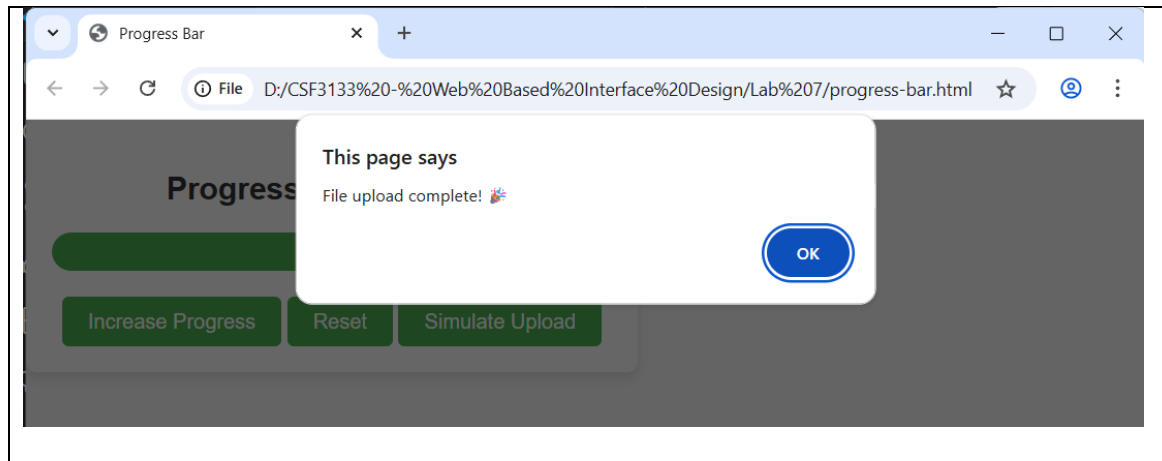 Progress Bar
File D:/CSF3133%20-%20Web%20Based%20Interface%20Design/Lab%207/progress-bar.html
This page says
File upload complete! 🎉
OK
Progress
Increase Progress Reset Simulate Upload